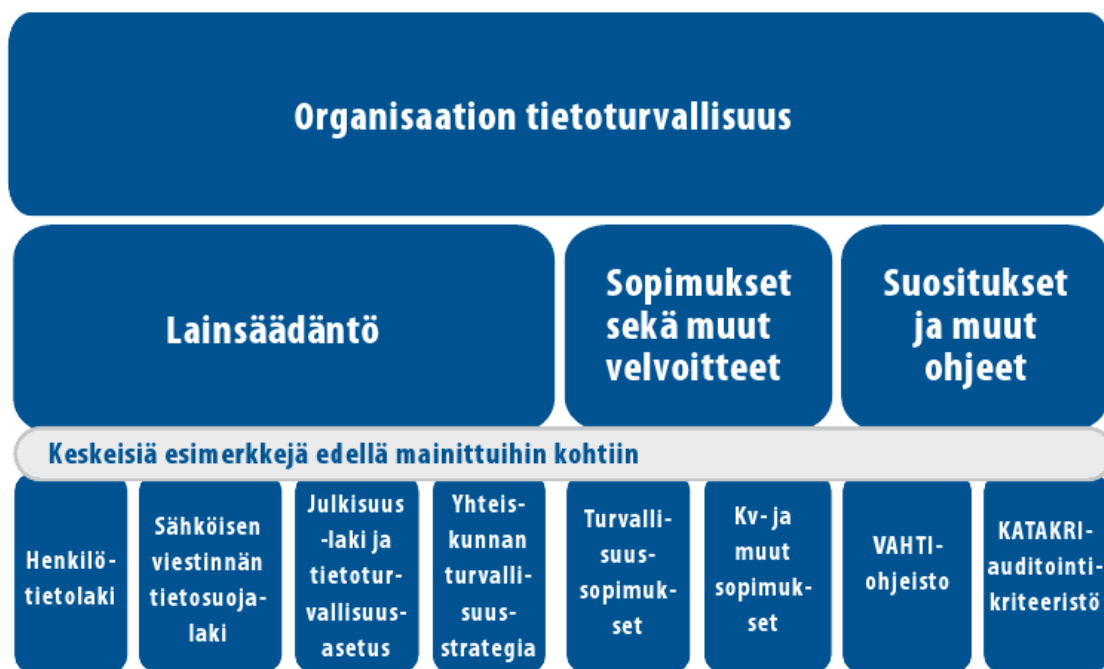 Organisaation tietoturvallisuus
Lainsäädäntö
Sopimukset
sekä muut
velvoitteet
Suositukset
ja muut
ohjeet
Keskeisiä esimerkkejä edellä mainittuihin kohtiin
Henkilö-
tietolaki
Sähköisen
viestinnän
tietosuoja-
laki
Julkisuus
-laki ja
tietotur-
vallisuus-
asetus
Yhteis-
kunnan
turvalli-
suus-
strategia
Turvalli-
suus-
sopimuk-
set
Kv- ja
muut
sopimuk-
set
VAHTI-
ohjeisto
KATAKRI-
auditointi-
kriteeristö